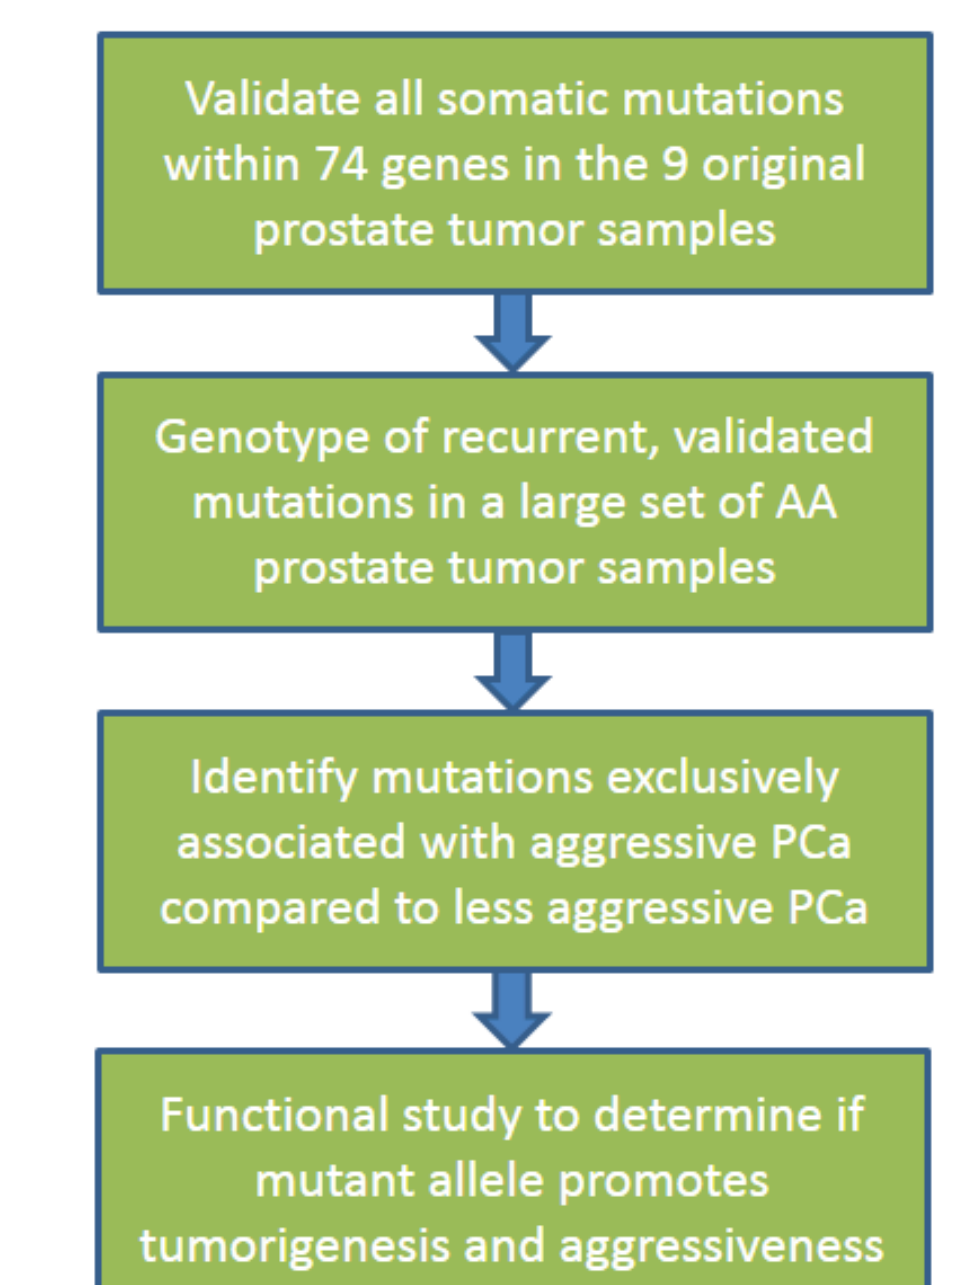 Validate all somatic mutations
within 74 genes in the 9 original
prostate tumor samples
Genotype of recurrent, validated
mutations in a large set of AA
prostate tumor samples
Identify mutations exclusively
associated with aggressive PCa
compared to less aggressive PCa
Functional study to determine if
mutant allele promotes
tumorigenesis and aggressiveness